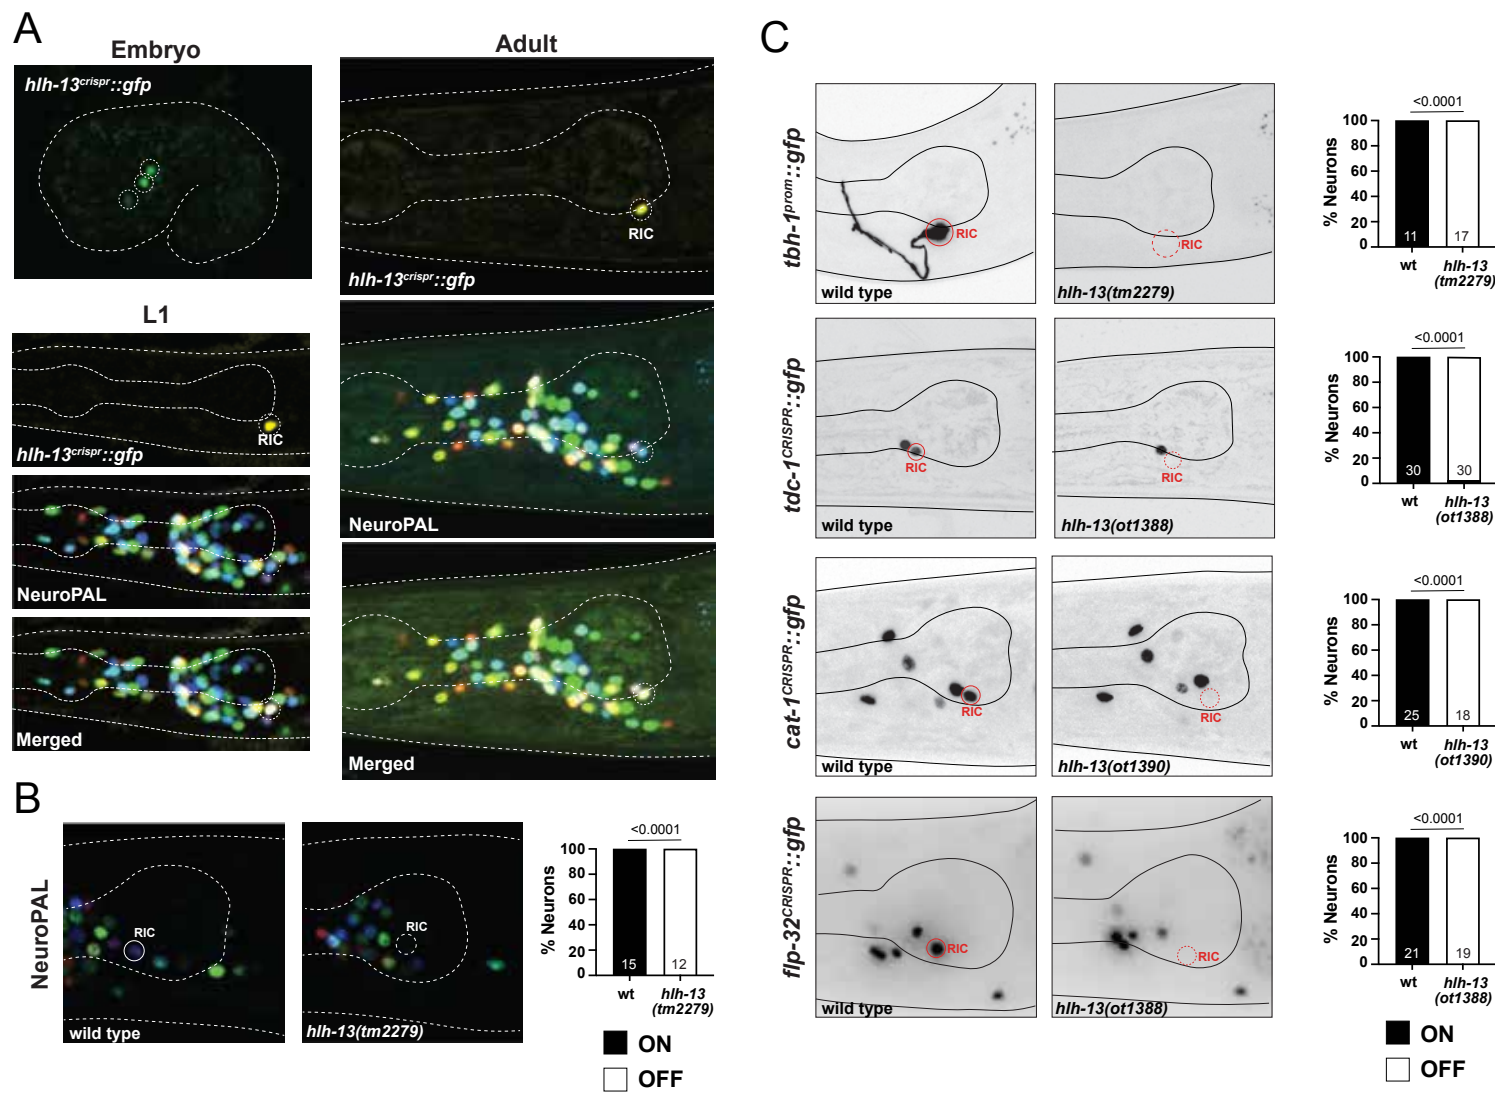 A
Embryo
hlh-13crispr::gfp
Adult
RIC
hlh-13crispr::gfp
L1
RIC
hlh-13crispr::gfp
NeuroPAL
Merged
NeuroPAL
Merged
B
NeuroPAL
RIC
wild type
RIC
hlh-13(tm2279)
% Neurons
<0.0001
100
80
60
40
20
0
15
12
wt
hlh-13
(tm2279)
ON
OFF
C
tbh-1prom::gfp
RIC
wild type
RIC
hlh-13(tm2279)
% Neurons
<0.0001
100
80
60
40
20
0
11
17
wt
hlh-13
(tm2279)
tdc-1CRISPR::gfp
RIC
wild type
RIC
hlh-13(ot1388)
% Neurons
<0.0001
100
80
60
40
20
0
30
30
wt
hlh-13
(ot1388)
cat-1CRISPR::gfp
RIC
wild type
RIC
hlh-13(ot1390)
% Neurons
<0.0001
100
80
60
40
20
0
25
18
wt
hlh-13
(ot1390)
flp-32CRISPR::gfp
RIC
wild type
RIC
hlh-13(ot1388)
% Neurons
<0.0001
100
80
60
40
20
0
21
19
wt
hlh-13
(ot1388)
ON
OFF